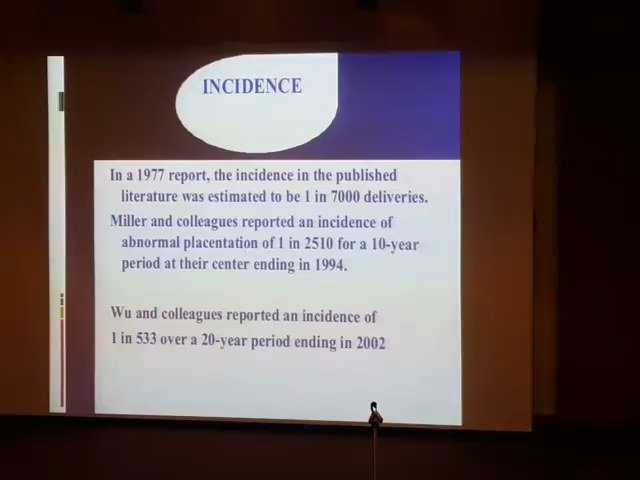 INCIDENCE
In a 1977 report, the incidence in the published
literature was estimated to be 1 in 7000 deliveries.
Miller and colleagues reported an incidence of
abnormal placentation of 1 in 2510 for a 10-year
period at their center ending in 1994.
Wu and colleagues reported an incidence of
1 in 533 over a 20-year period ending in 2002